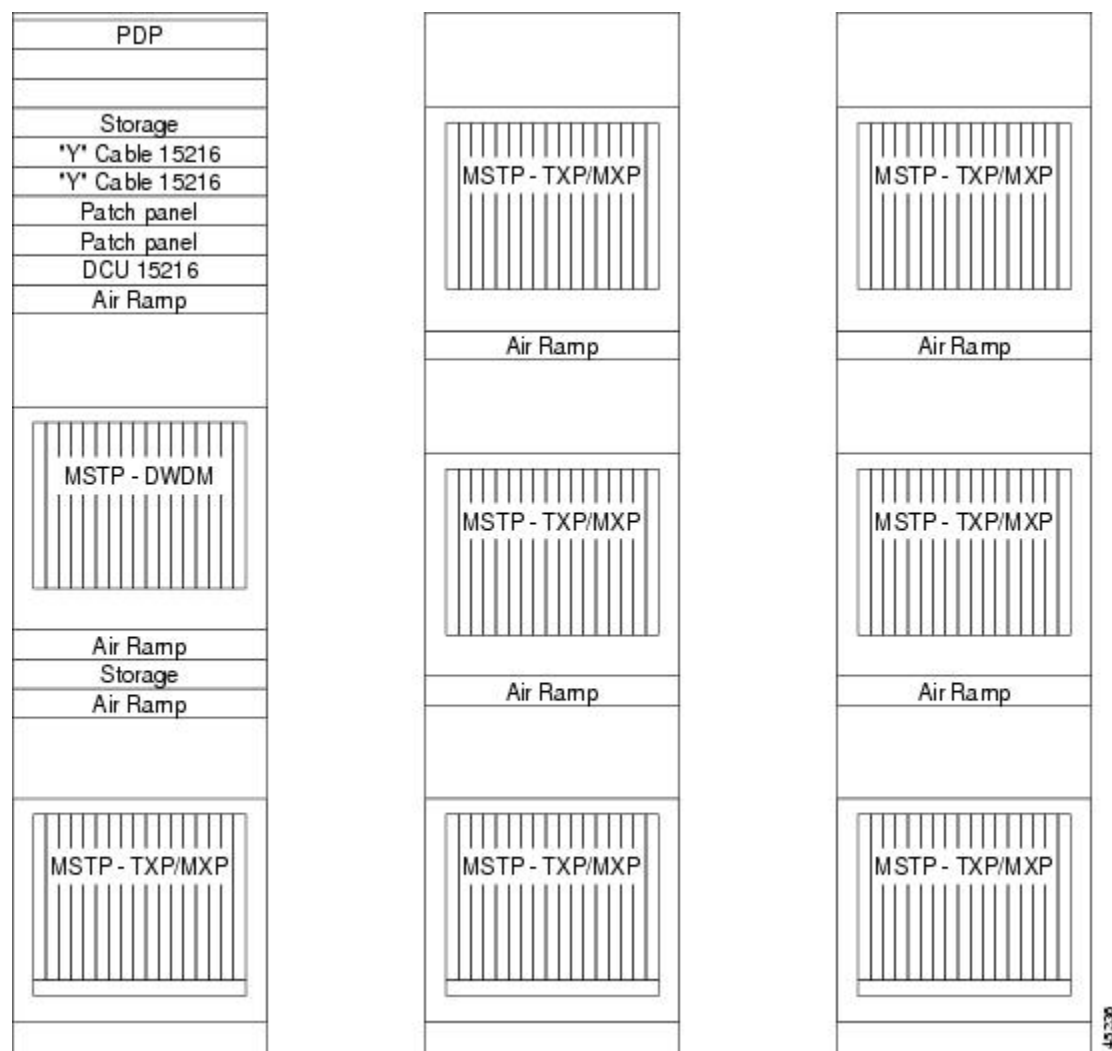 PDP
Storage
"Y" Cable 15216
"Y" Cable 15216
Patch panel
Patch panel
DCU 15216
Air Ramp
MSTP - DWDM
Air Ramp
Storage
Air Ramp
MSTP - TXP/MXP
MSTP - TXP/MXP
Air Ramp
MSTP - TXP/MXP
Air Ramp
MSTP - TXP/MXP
MSTP - TXP/MXP
Air Ramp
MSTP - TXP/MXP
Air Ramp
MSTP - TXP/MXP